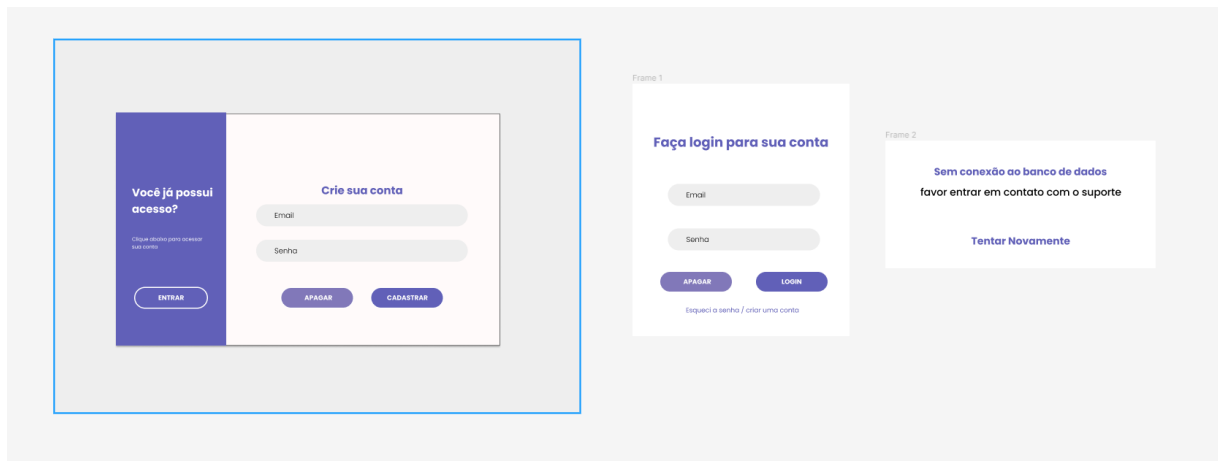 Você já possui
acesso?
Clique abaixo para acessar
sua conta
ENTRAR
Crie sua conta
Email
Senha
APAGAR
CADASTRAR
Frame 1
Faça login para sua conta
Email
Senha
APAGAR
LOGIN
Esqueci a senha / criar uma conta
Frame 2
Sem conexão ao banco de dados
favor entrar em contato com o suporte
Tentar Novamente